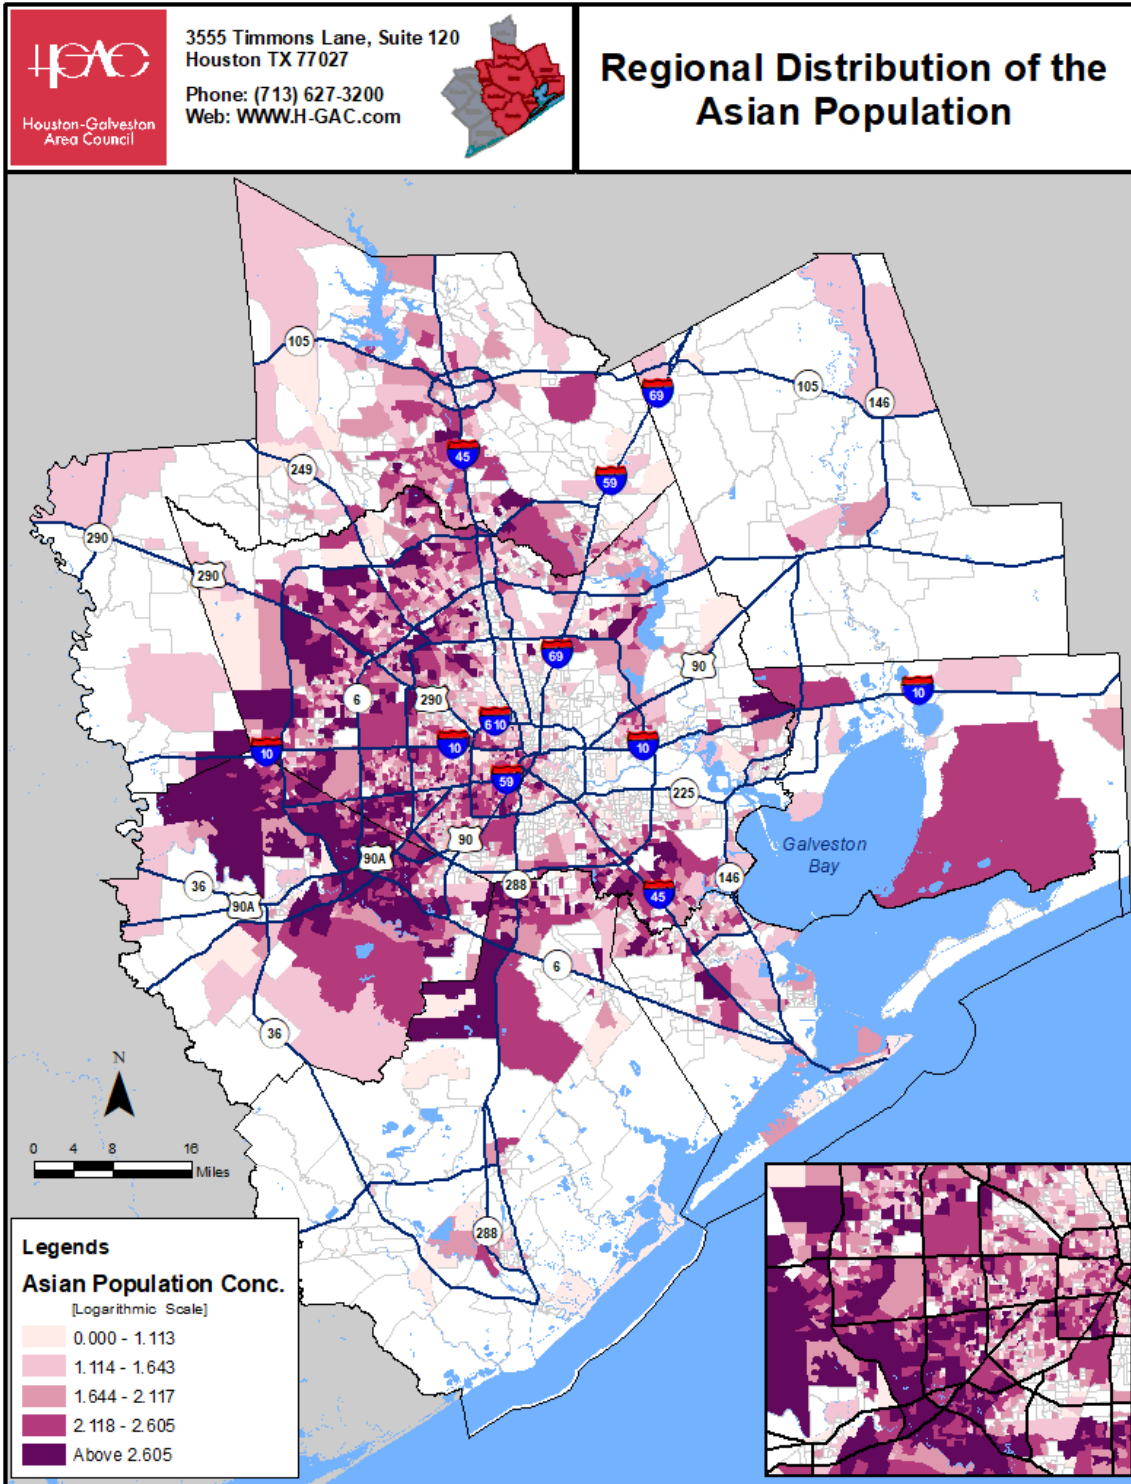 HGAC
Houston-Galveston
Area Council
3555 Timmons Lane, Suite 120
Houston TX 77027
Phone: (713) 627-3200
Web: WWW.H-GAC.com
Regional Distribution of the
Asian Population
105
69
105
146
45
249
59
290
290
69
90
6
290
610
10
10
10
10
59
225
90
90A
Galveston
Bay
36
288
45
146
90A
6
36
N
0 4 8 16
Miles
288
Legends
Asian Population Conc.
[Logarithmic Scale]
0.000 - 1.113
1.114 - 1.643
1.644 - 2.117
2.118 - 2.605
Above 2.605